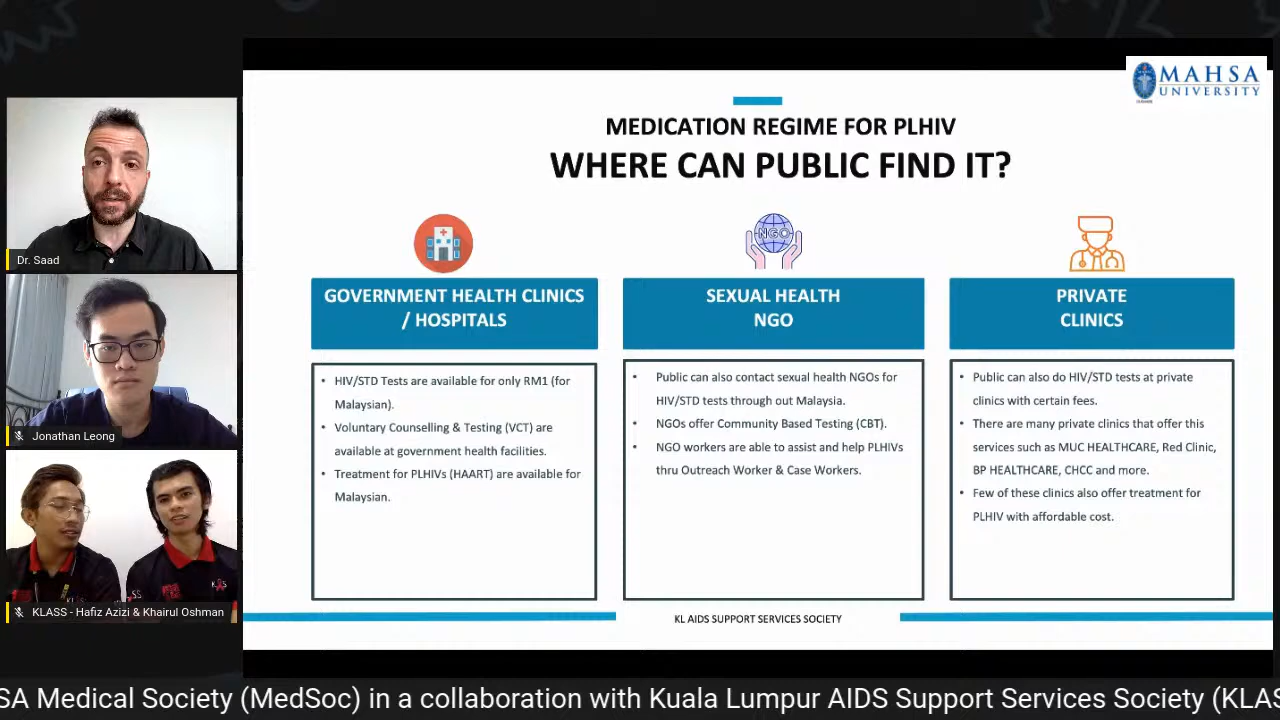 MAHSA
UNIVERSITY
MEDICATION REGIME FOR PLHIV
WHERE CAN PUBLIC FIND IT?
NGO
GOVERNMENT HEALTH CLINICS
/ HOSPITALS
• HIV/STD Tests are available for only RM1 (for
Malaysian).
• Voluntary Counselling & Testing (VCT) are
available at government health facilities.
• Treatment for PLHIVs (HAART) are available for
Malaysian.
SEXUAL HEALTH
NGO
• Public can also contact sexual health NGOs for
HIV/STD tests through out Malaysia.
• NGOs offer Community Based Testing (CBT).
• NGO workers are able to assist and help PLHIVs
thru Outreach Worker & Case Workers.
PRIVATE
CLINICS
• Public can also do HIV/STD tests at private
clinics with certain fees.
• There are many private clinics that offer this
services such as MUC HEALTHCARE, Red Clinic,
BP HEALTHCARE, CHCC and more.
• Few of these clinics also offer treatment for
PLHIV with affordable cost.
KL AIDS SUPPORT SERVICES SOCIETY
Dr. Saad
Jonathan Leong
KLASS - Hafiz Azizi & Khairul Oshman
SA Medical Society (MedSoc) in a collaboration with Kuala Lumpur AIDS Support Services Society (KLAS